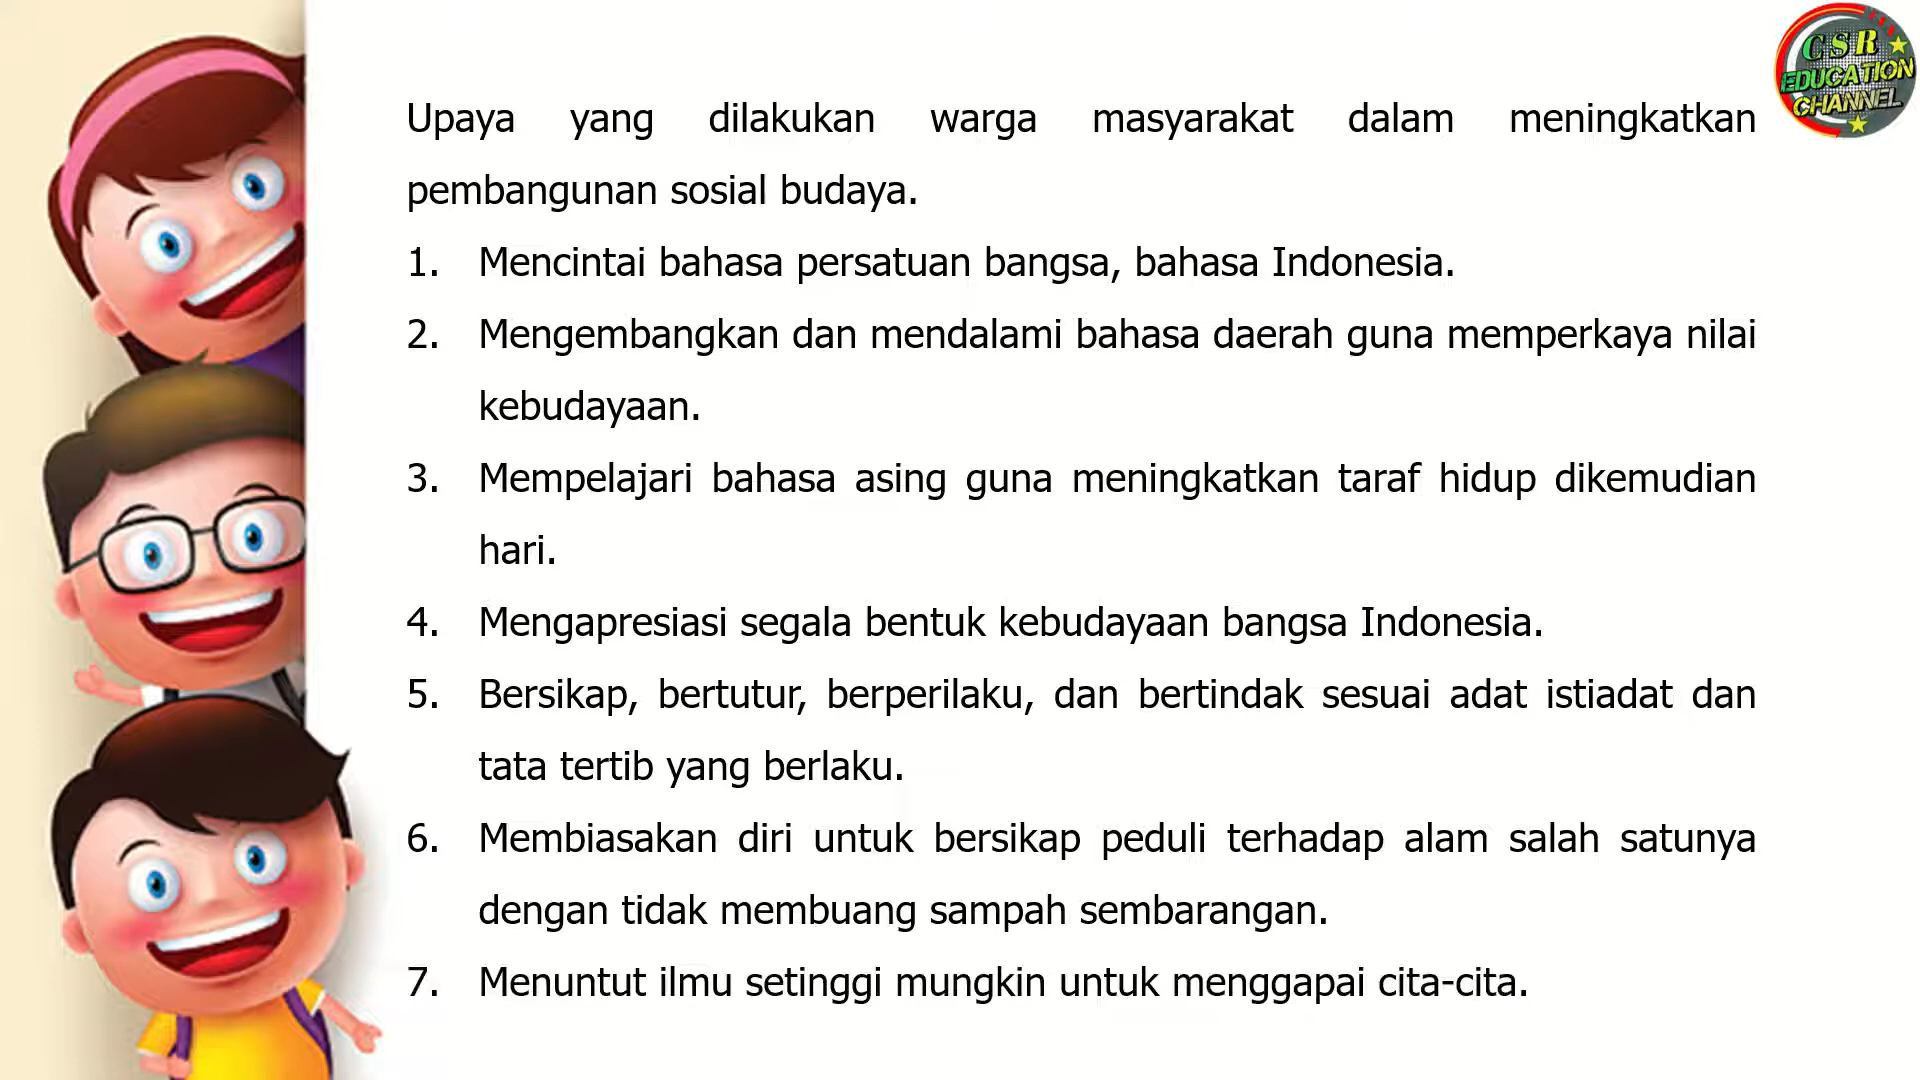 CSR
EDUCATION
CHANNEL
Upaya yang dilakukan warga masyarakat dalam meningkatkan
pembangunan sosial budaya.
1. Mencintai bahasa persatuan bangsa, bahasa Indonesia.
2. Mengembangkan dan mendalami bahasa daerah guna memperkaya nilai
kebudayaan.
3. Mempelajari bahasa asing guna meningkatkan taraf hidup dikemudian
hari.
4. Mengapresiasi segala bentuk kebudayaan bangsa Indonesia.
5. Bersikap, bertutur, berperilaku, dan bertindak sesuai adat istiadat dan
tata tertib yang berlaku.
6. Membiasakan diri untuk bersikap peduli terhadap alam salah satunya
dengan tidak membuang sampah sembarangan.
7. Menuntut ilmu setinggi mungkin untuk menggapai cita-cita.